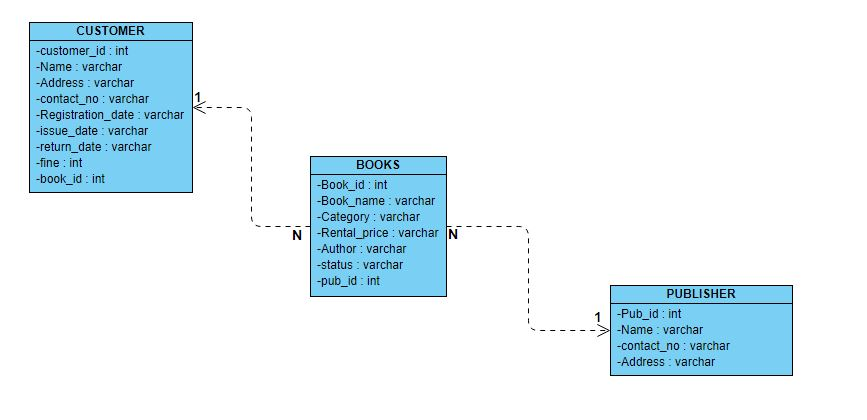 CUSTOMER
-customer_id : int
-Name : varchar
-Address : varchar
-contact_no : varchar
-Registration_date : varchar
-issue_date : varchar
-return_date : varchar
-fine : int
-book_id : int
1
N
BOOKS
-Book_id : int
-Book_name : varchar
-Category : varchar
-Rental_price : varchar
-Author : varchar
-status : varchar
-pub_id : int
N
1
PUBLISHER
-Pub_id : int
-Name : varchar
-contact_no : varchar
-Address : varchar